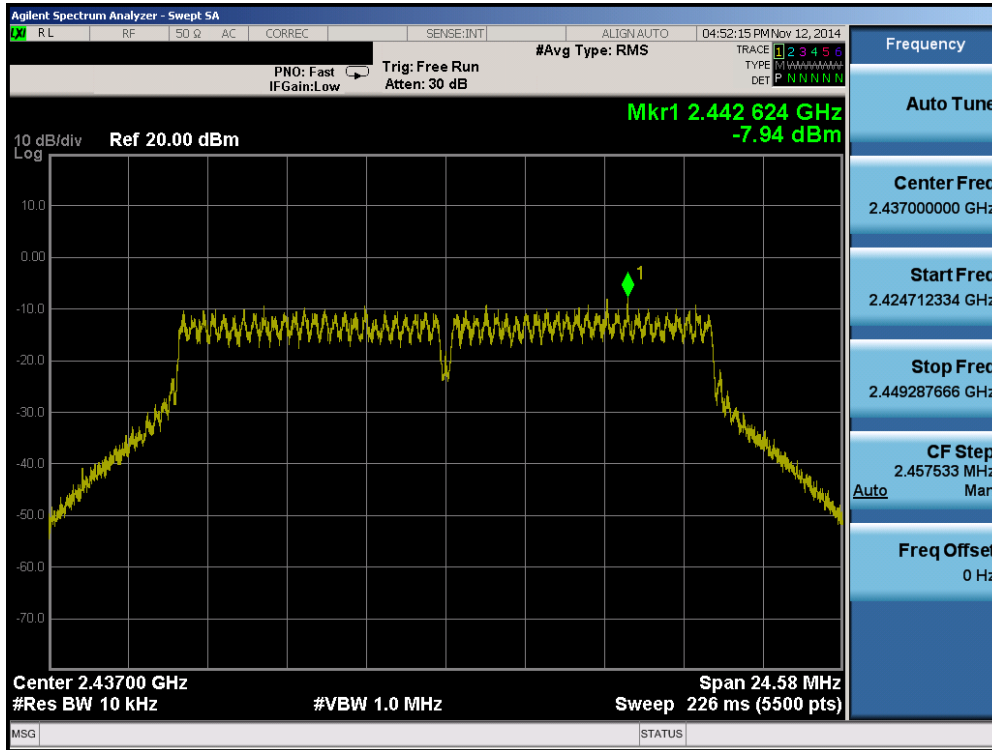 Agilent Spectrum Analyzer - Swept SA
LXI RL RF 50 Ω AC CORREC SENSE:INT ALIGN AUTO 04:52:15 PM Nov 12, 2014
#Avg Type: RMS TRACE 1 2 3 4 5 6
PNO: Fast Trig: Free Run TYPE M WWWWW
IFGain:Low Atten: 30 dB DET P N N N N N
Mkr1 2.442 624 GHz
-7.94 dBm
10 dB/div Ref 20.00 dBm
Log
10.0
0.00
1
-10.0
-20.0
-30.0
-40.0
-50.0
-60.0
-70.0
Center 2.43700 GHz Span 24.58 MHz
#Res BW 10 kHz #VBW 1.0 MHz Sweep 226 ms (5500 pts)
MSG STATUS
Frequency
Auto Tune
Center Freq
2.437000000 GHz
Start Freq
2.424712334 GHz
Stop Freq
2.449287666 GHz
CF Step
2.457533 MHz
Auto Man
Freq Offset
0 Hz